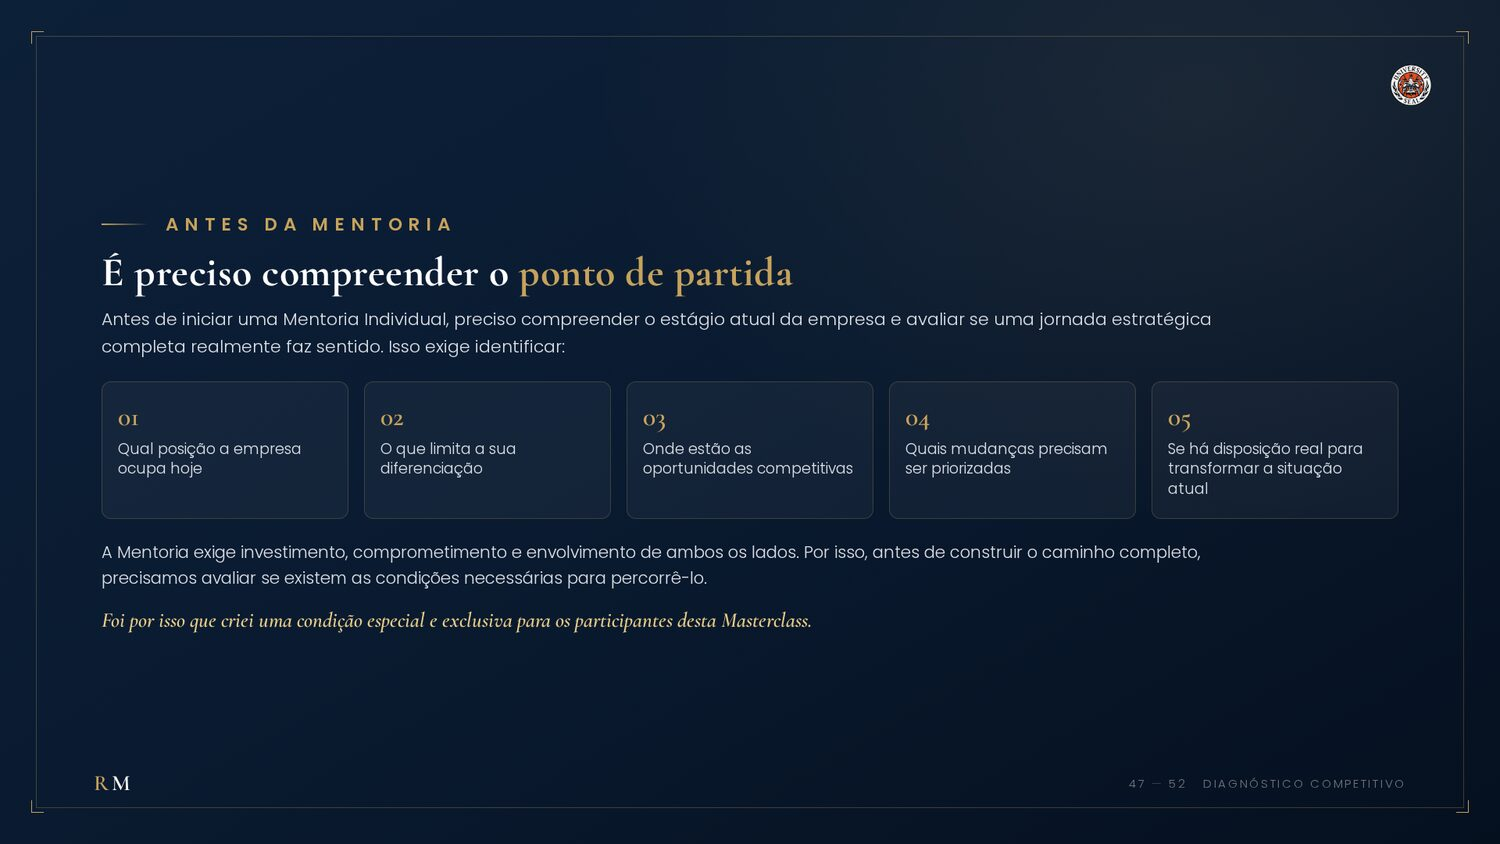 UNIVERSITY
SEAL
ANTES DA MENTORIA
É preciso compreender o ponto de partida
Antes de iniciar uma Mentoria Individual, preciso compreender o estágio atual da empresa e avaliar se uma jornada estratégica
completa realmente faz sentido. Isso exige identificar:
01
Qual posição a empresa
ocupa hoje
02
O que limita a sua
diferenciação
03
Onde estão as
oportunidades competitivas
04
Quais mudanças precisam
ser priorizadas
05
Se há disposição real para
transformar a situação
atual
A Mentoria exige investimento, comprometimento e envolvimento de ambos os lados. Por isso, antes de construir o caminho completo,
precisamos avaliar se existem as condições necessárias para percorrê-lo.
Foi por isso que criei uma condição especial e exclusiva para os participantes desta Masterclass.
RM
47 — 52 DIAGNÓSTICO COMPETITIVO